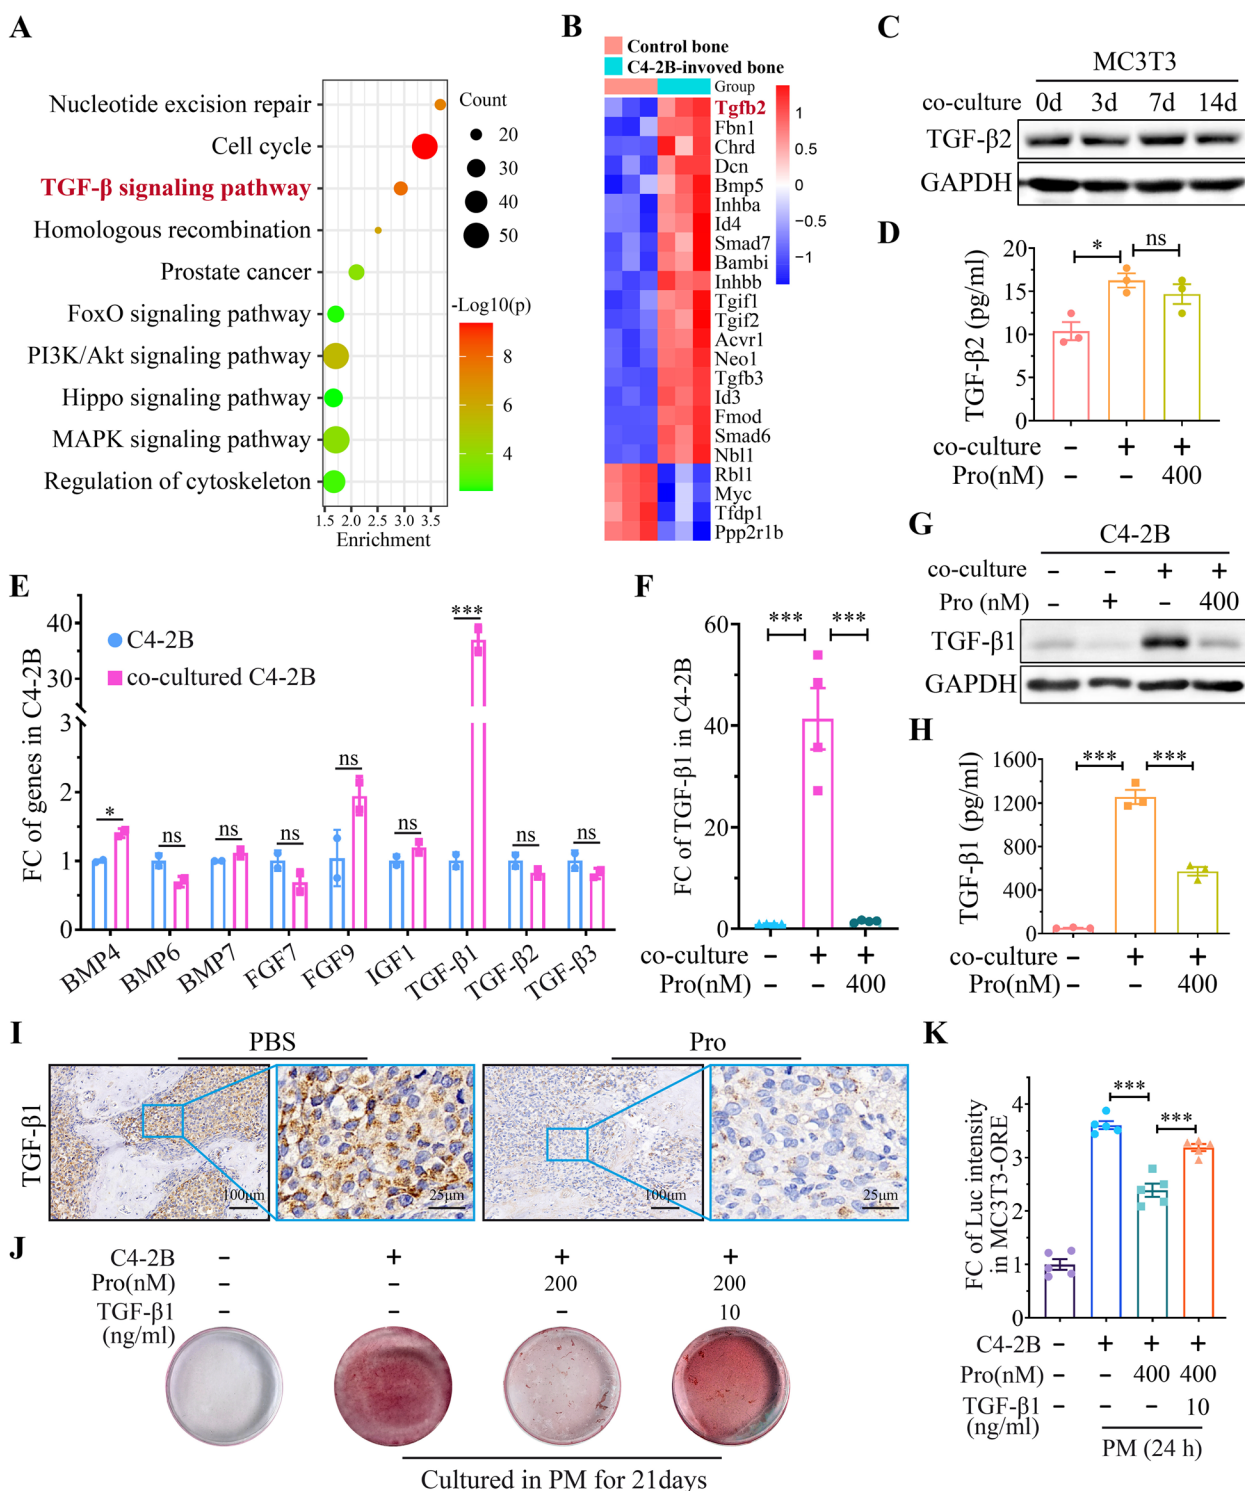 A
Nucleotide excision repair
Cell cycle
TGF-β signaling pathway
Homologous recombination
Prostate cancer
FoxO signaling pathway
PI3K/Akt signaling pathway
Hippo signaling pathway
MAPK signaling pathway
Regulation of cytoskeleton
1.5 2.0 2.5 3.0 3.5
Enrichment
Count
20
30
40
50
-Log10(p)
8
6
4
B
Control bone
C4-2B-invoved bone
Group
Tgfb2
Fbn1
Chrd
Dcn
Bmp5
Inhba
Id4
Smad7
Bambi
Inhbb
Tgif1
Tgif2
Acvr1
Neo1
Tgfb3
Id3
Fmod
Smad6
Nbl1
Rbl1
Myc
Tfdp1
Ppp2r1b
1
0.5
0
−0.5
−1
C
MC3T3
co-culture 0d 3d 7d 14d
TGF-β2
GAPDH
D
TGF-β2 (pg/ml)
20
15
10
5
0
* ns
co-culture − + +
Pro(nM) − − 400
E
FC of genes in C4-2B
40
30
3
2
1
0
C4-2B
co-cultured C4-2B
* ns ns ns ns ns *** ns ns
BMP4 BMP6 BMP7 FGF7 FGF9 IGF1 TGF-β1 TGF-β2 TGF-β3
F
FC of TGF-β1 in C4-2B
60
40
20
0
*** ***
co-culture − + +
Pro(nM) − − 400
G
C4-2B
co-culture − − + +
Pro (nM) − + − 400
TGF-β1
GAPDH
H
TGF-β1 (pg/ml)
1600
1200
800
400
0
*** ***
co-culture − + +
Pro(nM) − − 400
I
PBS Pro
TGF-β1
100μm 25μm 100μm 25μm
J
C4-2B − + + +
Pro(nM) − − 200 200
TGF-β1 − − − 10
(ng/ml)
Cultured in PM for 21days
K
FC of Luc intensity
in MC3T3-ORE
4
3
2
1
0
*** ***
C4-2B − + + +
Pro(nM) − − 400 400
TGF-β1 − − − 10
(ng/ml)
PM (24 h)